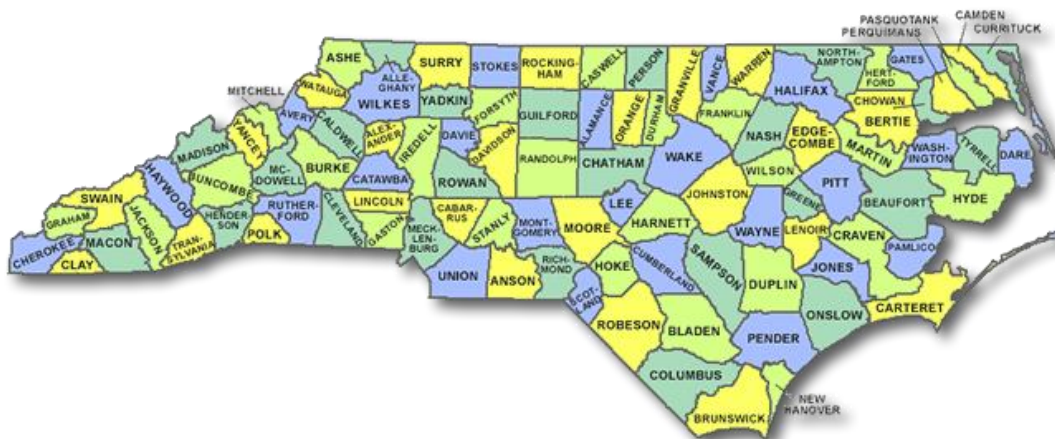 PASQUOTANK
CAMDEN
PERQUIMANS
CURRITUCK
ASHE
ALLE-
GHANY
SURRY
STOKES
ROCKING-
HAM
CASWELL
PERSON
GRANVILLE
VANCE
WARREN
NORTH-
AMPTON
GATES
HERT-
FORD
HALIFAX
CHOWAN
BERTIE
MITCHELL
WATAUGA
WILKES
YADKIN
FORSYTH
GUILFORD
LAMANCE
ORANGE
DURHAM
FRANKLIN
NASH
EDGE-
COMBE
MARTIN
WASH-
INGTON
TYRRELL
DARE
AVERY
CALDWELL
ALEX-
ANDER
IREDELL
DAVIE
DAVIDSON
RANDOLPH
CHATHAM
WAKE
WILSON
PITT
BEAUFORT
HYDE
MADISON
YANCEY
MC-
DOWELL
BURKE
CATAWBA
ROWAN
JOHNSTON
GREENE
HAYWOOD
BUNCOMBE
RUTHER-
FORD
CLEVELAND
LINCOLN
GASTON
CABAR-
RUS
STANLY
MONT-
GOMERY
MOORE
LEE
HARNETT
WAYNE
LENOIR
CRAVEN
PAMLICO
SWAIN
GRAHAM
JACKSON
HENDER-
SON
POLK
TRAN-
SYLVANIA
MECK-
LEN-
BURG
CHEROKEE
MACON
CLAY
UNION
ANSON
RICH-
MOND
SCOT-
LAND
HOKE
CUMBERLAND
SAMPSON
DUPLIN
JONES
CARTERET
ONSLOW
ROBESON
BLADEN
PENDER
COLUMBUS
BRUNSWICK
NEW
HANOVER